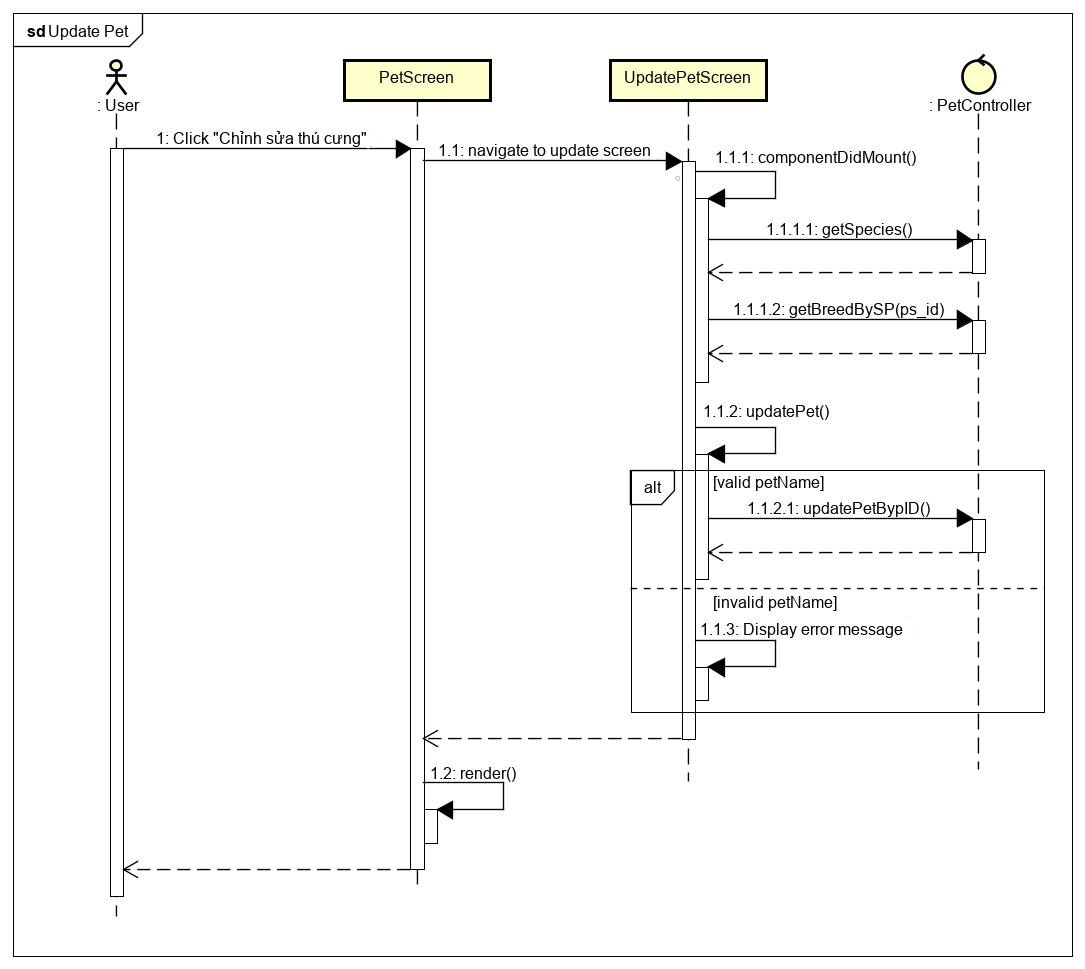 sd Update Pet
: User
PetScreen
UpdatePetScreen
: PetController
1: Click "Chỉnh sửa thú cưng"
1.1: navigate to update screen
1.1.1: componentDidMount()
1.1.1.1: getSpecies()
1.1.1.2: getBreedBySP(ps_id)
1.1.2: updatePet()
alt
[valid petName]
1.1.2.1: updatePetBypID()
[invalid petName]
1.1.3: Display error message
1.2: render()